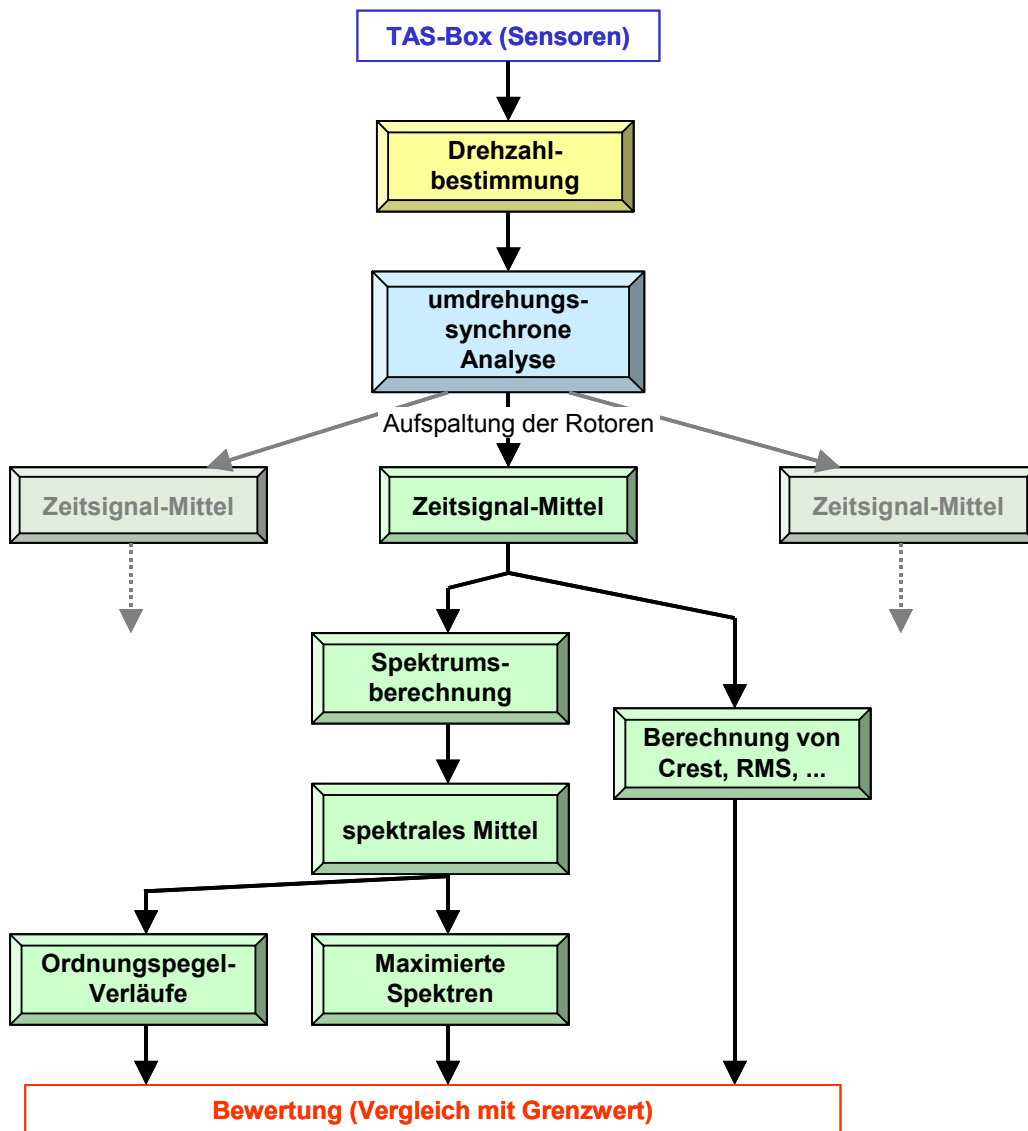 TAS-Box (Sensoren)
Drehzahl-
bestimmung
umdrehungs-
synchrone
Analyse
Aufspaltung der Rotoren
Zeitsignal-Mittel
Zeitsignal-Mittel
Zeitsignal-Mittel
Spektrums-
berechnung
Berechnung von
Crest, RMS, ...
spektrales Mittel
Ordnungspegel-
Verläufe
Maximierte
Spektren
Bewertung (Vergleich mit Grenzwert)